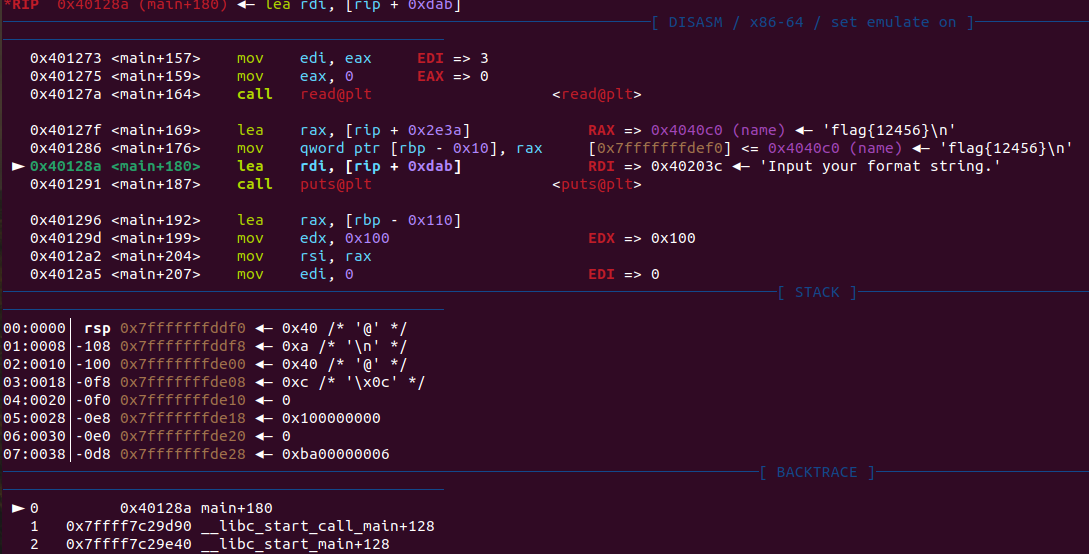 *RIP  0x40128a (main+180) ◂— lea rdi, [rip + 0xdab]
[ DISASM / x86-64 / set emulate on ]
0x401273 <main+157>    mov    edi, eax     EDI => 3
0x401275 <main+159>    mov    eax, 0       EAX => 0
0x40127a <main+164>    call   read@plt                    <read@plt>
0x40127f <main+169>    lea    rax, [rip + 0x2e3a]             RAX => 0x4040c0 (name) ◂— 'flag{12456}\n'
0x401286 <main+176>    mov    qword ptr [rbp - 0x10], rax     [0x7fffffffdef0] <= 0x4040c0 (name) ◂— 'flag{12456}\n'
► 0x40128a <main+180>    lea    rdi, [rip + 0xdab]              RDI => 0x40203c ◂— 'Input your format string.'
0x401291 <main+187>    call   puts@plt                    <puts@plt>
0x401296 <main+192>    lea    rax, [rbp - 0x110]
0x40129d <main+199>    mov    edx, 0x100                      EDX => 0x100
0x4012a2 <main+204>    mov    rsi, rax
0x4012a5 <main+207>    mov    edi, 0                          EDI => 0
[ STACK ]
00:0000│ rsp 0x7fffffffddf0 ◂— 0x40 /* '@' */
01:0008│-108 0x7fffffffddf8 ◂— 0xa /* '\n' */
02:0010│-100 0x7fffffffde00 ◂— 0x40 /* '@' */
03:0018│-0f8 0x7fffffffde08 ◂— 0xc /* '\x0c' */
04:0020│-0f0 0x7fffffffde10 ◂— 0
05:0028│-0e8 0x7fffffffde18 ◂— 0x100000000
06:0030│-0e0 0x7fffffffde20 ◂— 0
07:0038│-0d8 0x7fffffffde28 ◂— 0xba00000006
[ BACKTRACE ]
► 0         0x40128a main+180
1   0x7ffff7c29d90 __libc_start_call_main+128
2   0x7ffff7c29e40 __libc_start_main+128